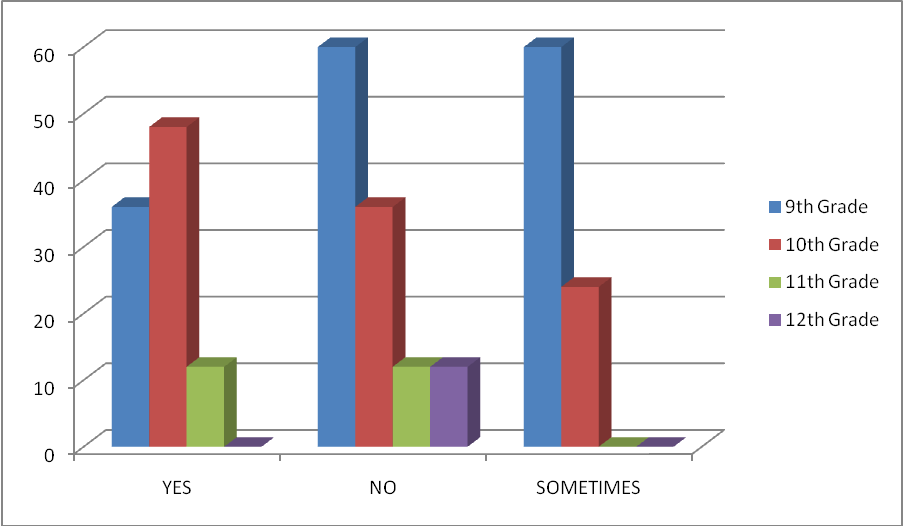 60
50
40
30
20
10
0
YES NO SOMETIMES
9th Grade
10th Grade
11th Grade
12th Grade